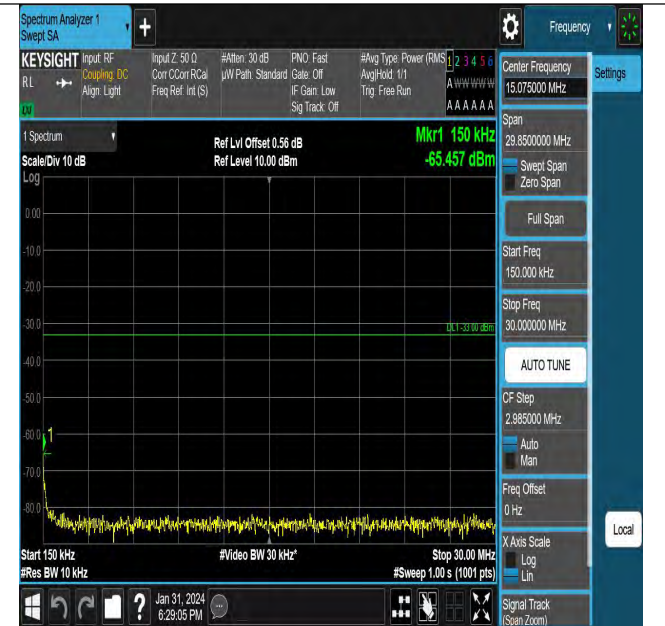 Spectrum Analyzer 1
Swept SA
+
Frequency
KEYSIGHT
RL
Input: RF
Coupling: DC
Align: Light
Input Z: 50 Ω
Corr CCorr RCal
Freq Ref: Int (S)
#Atten: 30 dB
µW Path: Standard
PNO: Fast
Gate: Off
IF Gain: Low
Sig Track: Off
#Avg Type: Power (RMS
Avg|Hold: 1/1
Trig: Free Run
1 2 3 4 5 6
A W W W W W
A A A A A A
Center Frequency
15.075000 MHz
Settings
1 Spectrum
Scale/Div 10 dB
Log
Ref Lvl Offset 0.56 dB
Ref Level 10.00 dBm
Mkr1 150 kHz
-65.457 dBm
Span
29.8500000 MHz
Swept Span
Zero Span
Full Span
Start Freq
150.000 kHz
Stop Freq
30.000000 MHz
AUTO TUNE
CF Step
2.985000 MHz
Auto
Man
Freq Offset
0 Hz
X Axis Scale
Log
Lin
Signal Track
(Span Zoom)
Local
0.00
-10.0
-20.0
-30.0
DL1 -33.00 dBm
-40.0
-50.0
-60.0
1
-70.0
-80.0
Start 150 kHz
#Video BW 30 kHz*
Stop 30.00 MHz
#Res BW 10 kHz
#Sweep 1.00 s (1001 pts)
?
Jan 31, 2024
6:29:05 PM